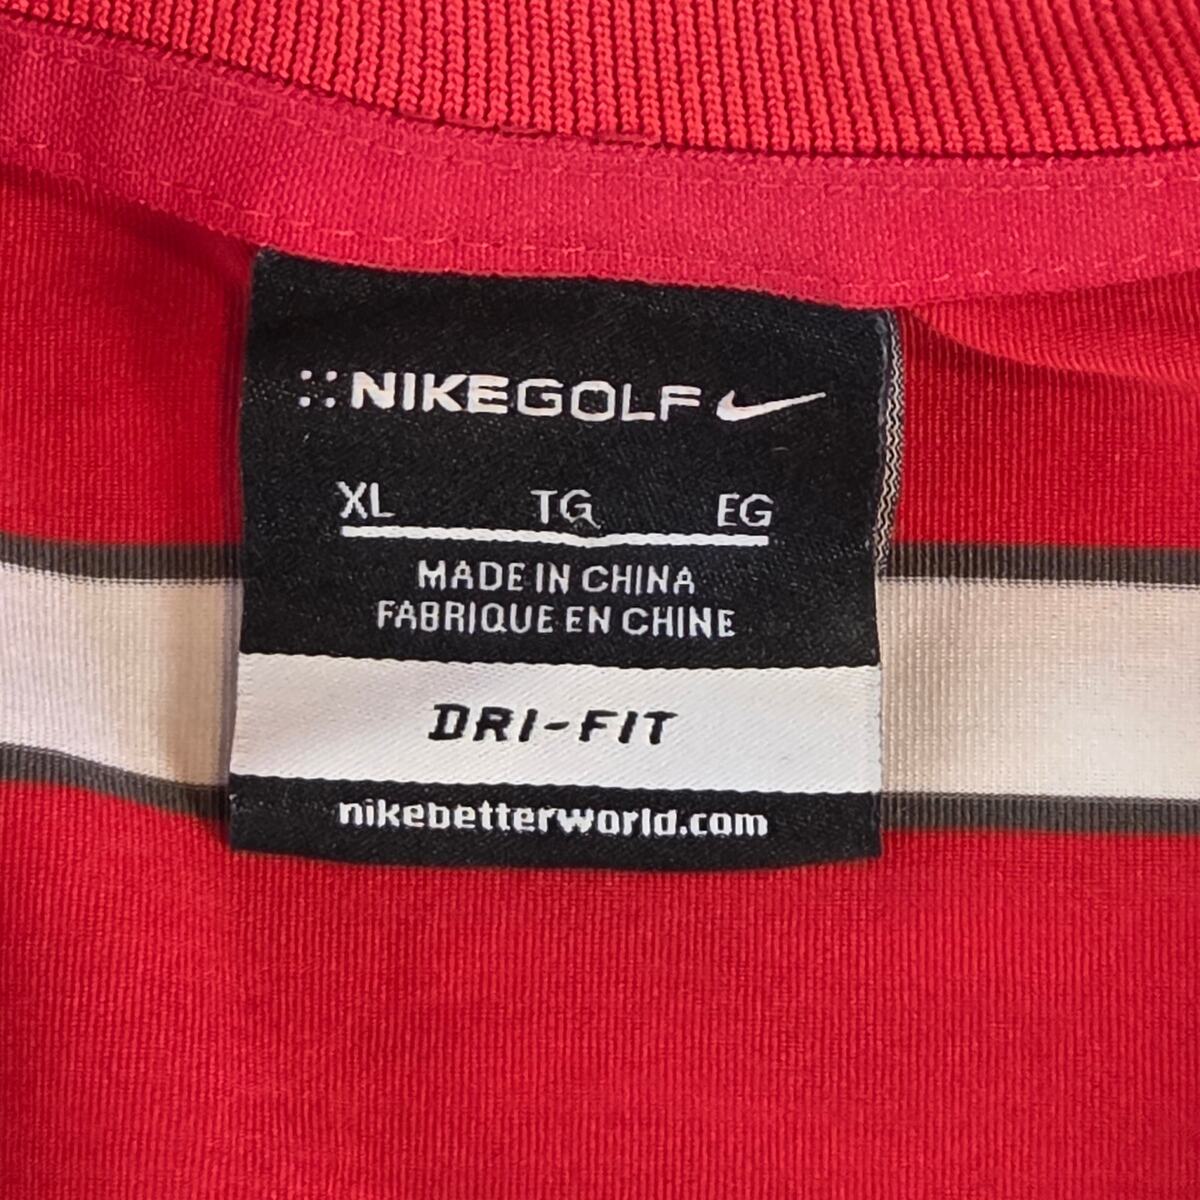 NIKEGOLF
XL TG EG
MADE IN CHINA
FABRIQUE EN CHINE
DRI-FIT
nikebetterworld.com